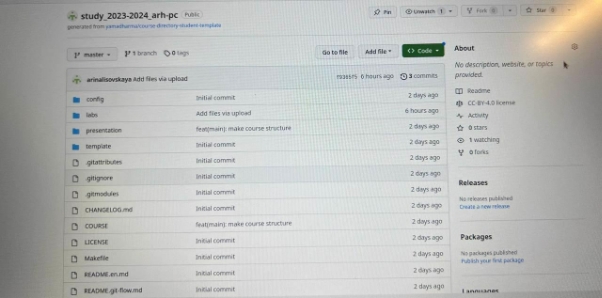 study_2023-2024_arh-pc Public
Pin Unwatch 1 Fork 0 Star 0
generated from yamadharma/course-directory-student-template
master 1 branch 0 tags Go to file Add file Code
About
No description, website, or topics provided.
arinalisovskaya Add files via upload 6 hours ago 3 commits
config Initial commit 2 days ago
labs Add files via upload 6 hours ago
presentation feat(main): make course structure 2 days ago
template Initial commit 2 days ago
.gitattributes Initial commit 2 days ago
.gitignore Initial commit 2 days ago
.gitmodules Initial commit 2 days ago
CHANGELOG.md Initial commit 2 days ago
COURSE feat(main): make course structure 2 days ago
LICENSE Initial commit 2 days ago
Makefile Initial commit 2 days ago
README.en.md Initial commit 2 days ago
README.git-flow.md Initial commit 2 days ago
Readme
CC-BY-4.0 license
Activity
0 stars
1 watching
0 forks
Releases
No releases published
Create a new release
Packages
No packages published
Publish your first package
Languages